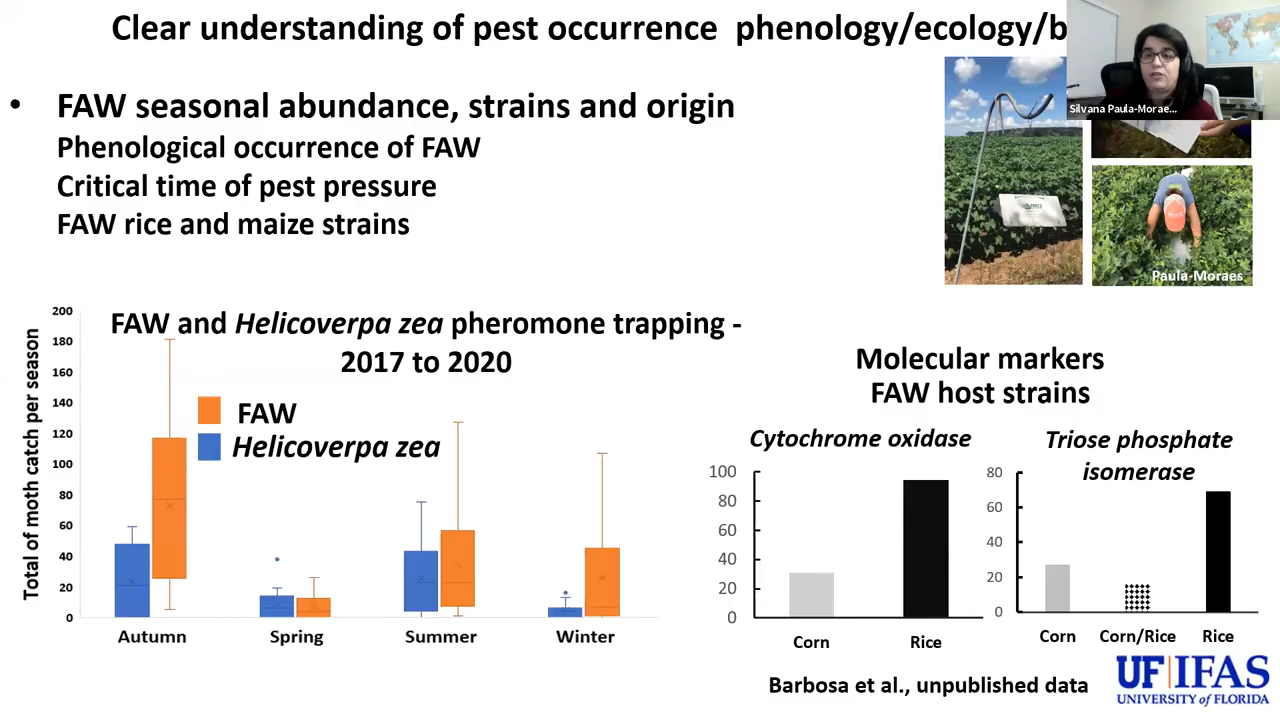 Clear understanding of pest occurrence phenology/ecology/b
Silvana Paula-Morae...
• FAW seasonal abundance, strains and origin
Phenological occurrence of FAW
Critical time of pest pressure
FAW rice and maize strains
Paula-Moraes
FAW and Helicoverpa zea pheromone trapping -
2017 to 2020
FAW
Helicoverpa zea
Total of moth catch per season
200
180
160
140
120
100
80
60
40
20
0
Autumn Spring Summer Winter
Molecular markers
FAW host strains
Cytochrome oxidase
100
80
60
40
20
0
Corn Rice
Triose phosphate
isomerase
80
60
40
20
0
Corn Corn/Rice Rice
Barbosa et al., unpublished data
UF|IFAS
UNIVERSITY of FLORIDA